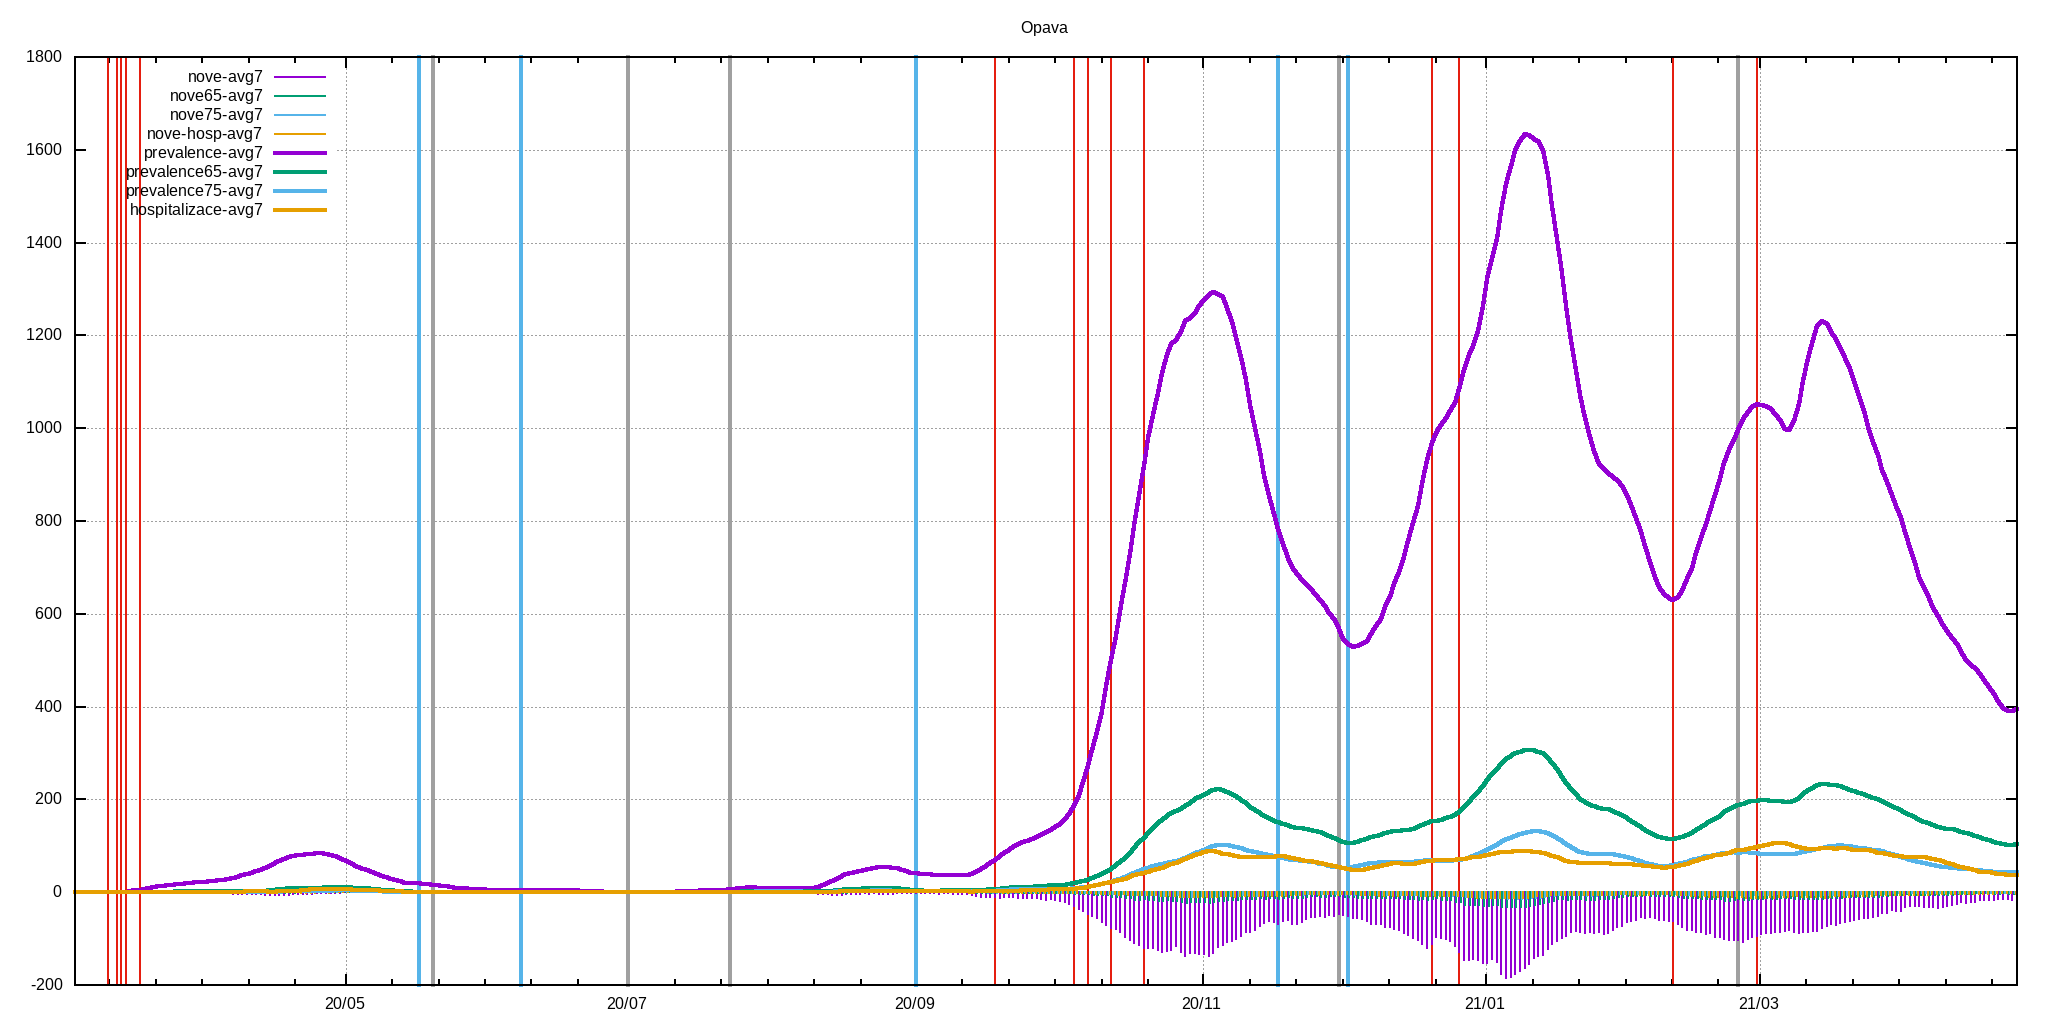 Opava
1800
1600
1400
1200
1000
800
600
400
200
0
-200
nove-avg7
nove65-avg7
nove75-avg7
nove-hosp-avg7
prevalence-avg7
prevalence65-avg7
prevalence75-avg7
hospitalizace-avg7
20/05
20/07
20/09
20/11
21/01
21/03